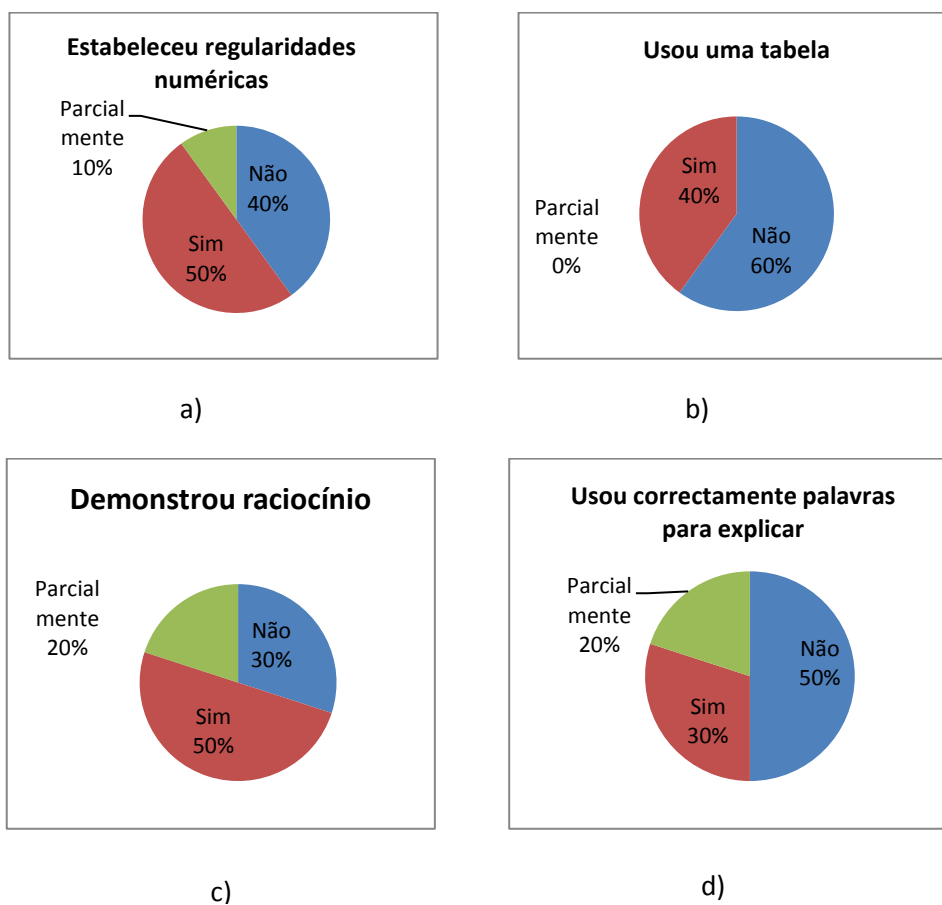 Estabeleceu regularidades
numéricas
Parcial
mente
10%
Não
40%
Sim
50%
a)
Usou uma tabela
Sim
40%
Parcial
mente
0%
Não
60%
b)
Demonstrou raciocínio
Parcial
mente
20%
Não
30%
Sim
50%
c)
Usou correctamente palavras
para explicar
Parcial
mente
20%
Não
50%
Sim
30%
d)